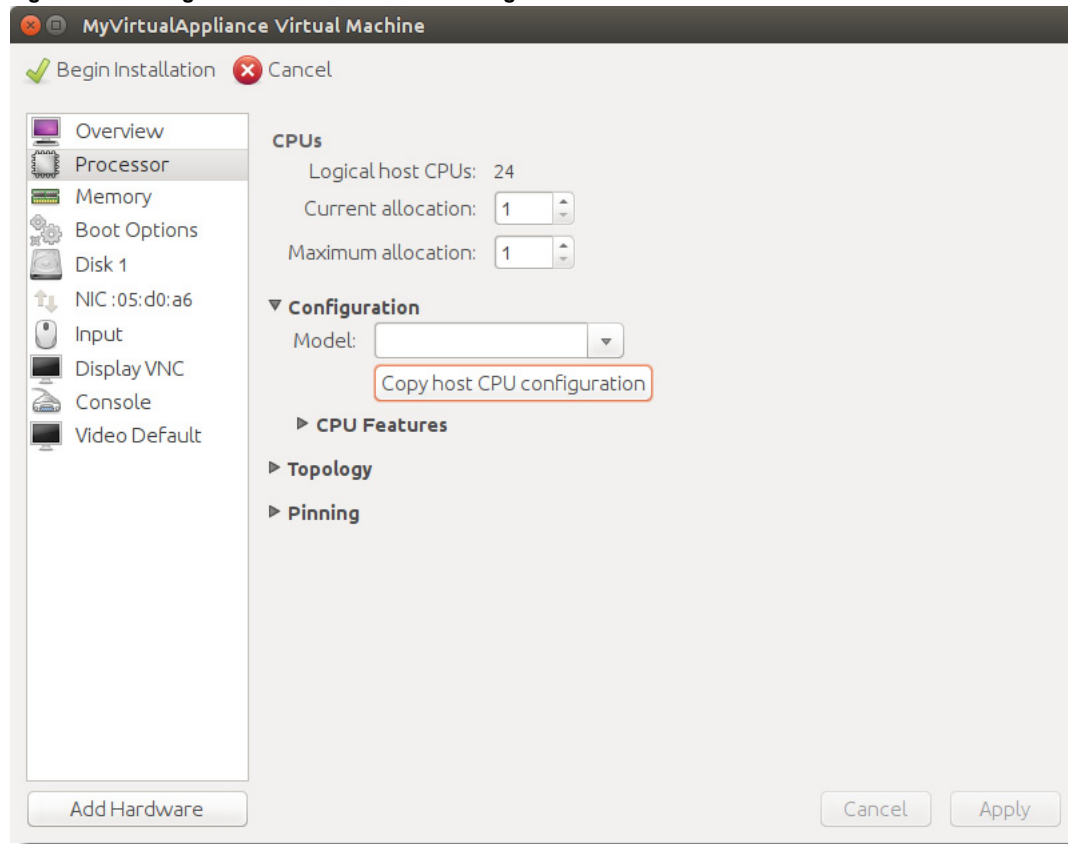 MyVirtualAppliance Virtual Machine
Begin Installation Cancel
Overview
Processor
Memory
Boot Options
Disk 1
NIC :05:d0:a6
Input
Display VNC
Console
Video Default
Add Hardware
CPUs
Logical host CPUs: 24
Current allocation: 1
Maximum allocation: 1
Configuration
Model:
Copy host CPU configuration
CPU Features
Topology
Pinning
Cancel Apply